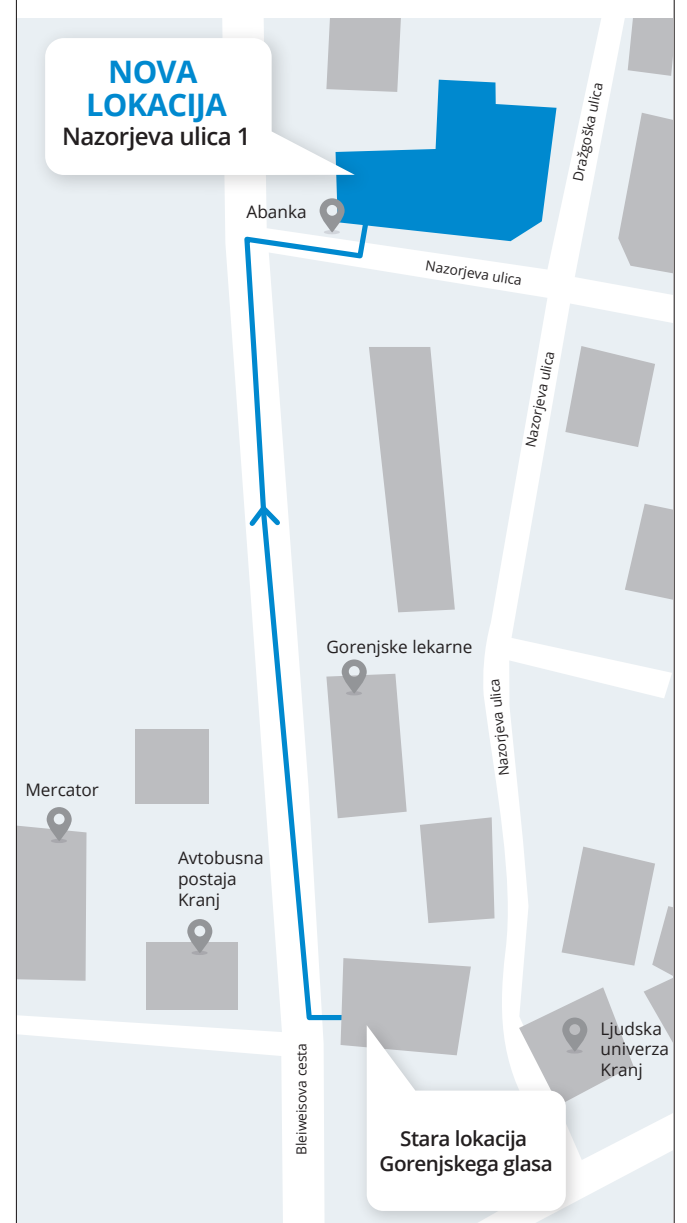 NOVA
LOKACIJA
Nazorjeva ulica 1
Dražgoška ulica
Abanka
Nazorjeva ulica
Nazorjeva ulica
Gorenjske lekarne
Nazorjeva ulica
Mercator
Avtobusna
postaja
Kranj
Ljudska
univerza
Kranj
Bleiweisova cesta
Stara lokacija
Gorenjskega glasa